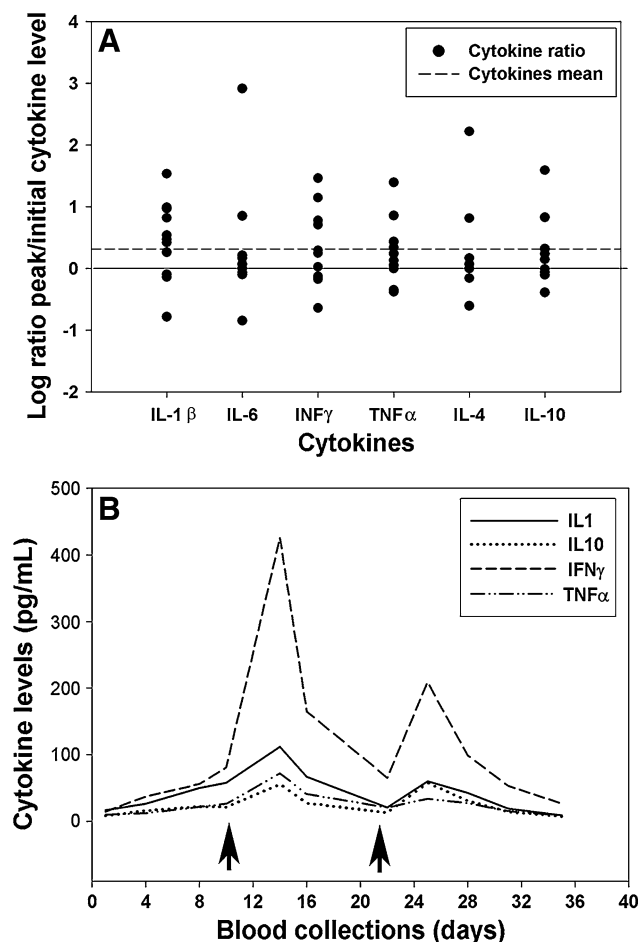 A
Log ratio peak/initial cytokine level
4
3
2
1
0
-1
-2
Cytokine ratio
Cytokines mean
IL-1 β IL-6 INFγ TNFα IL-4 IL-10
Cytokines
B
Cytokine levels (pg/mL)
500
400
300
200
100
0
IL1
IL10
IFNγ
TNFα
0 4 8 12 16 20 24 28 32 36 40
Blood collections (days)